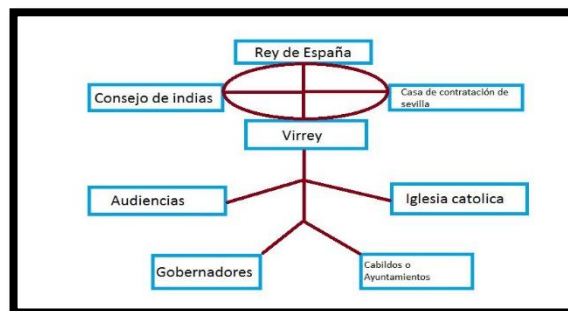 Rey de España
Consejo de indias
Casa de contratación de
sevilla
Virrey
Audiencias
Iglesia catolica
Gobernadores
Cabildos o
Ayuntamientos